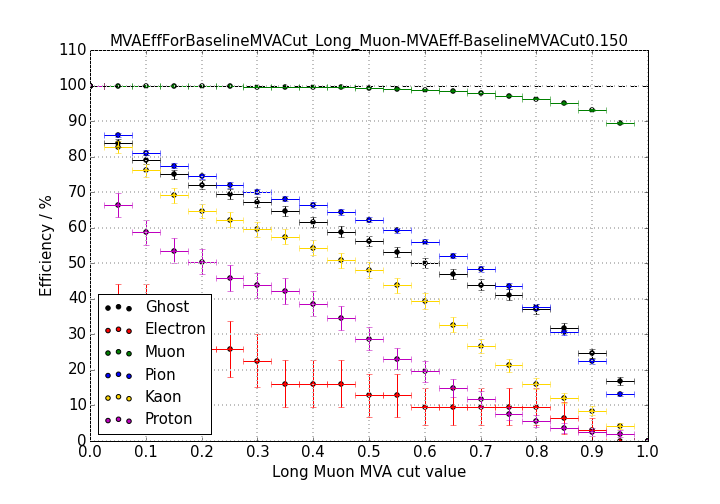 MVAEffForBaselineMVACut_Long_Muon-MVAEff-BaselineMVACut0.150
110
100
90
80
70
60
50
40
30
20
10
0
Efficiency / %
Ghost
Electron
Muon
Pion
Kaon
Proton
0.0 0.1 0.2 0.3 0.4 0.5 0.6 0.7 0.8 0.9 1.0
Long Muon MVA cut value